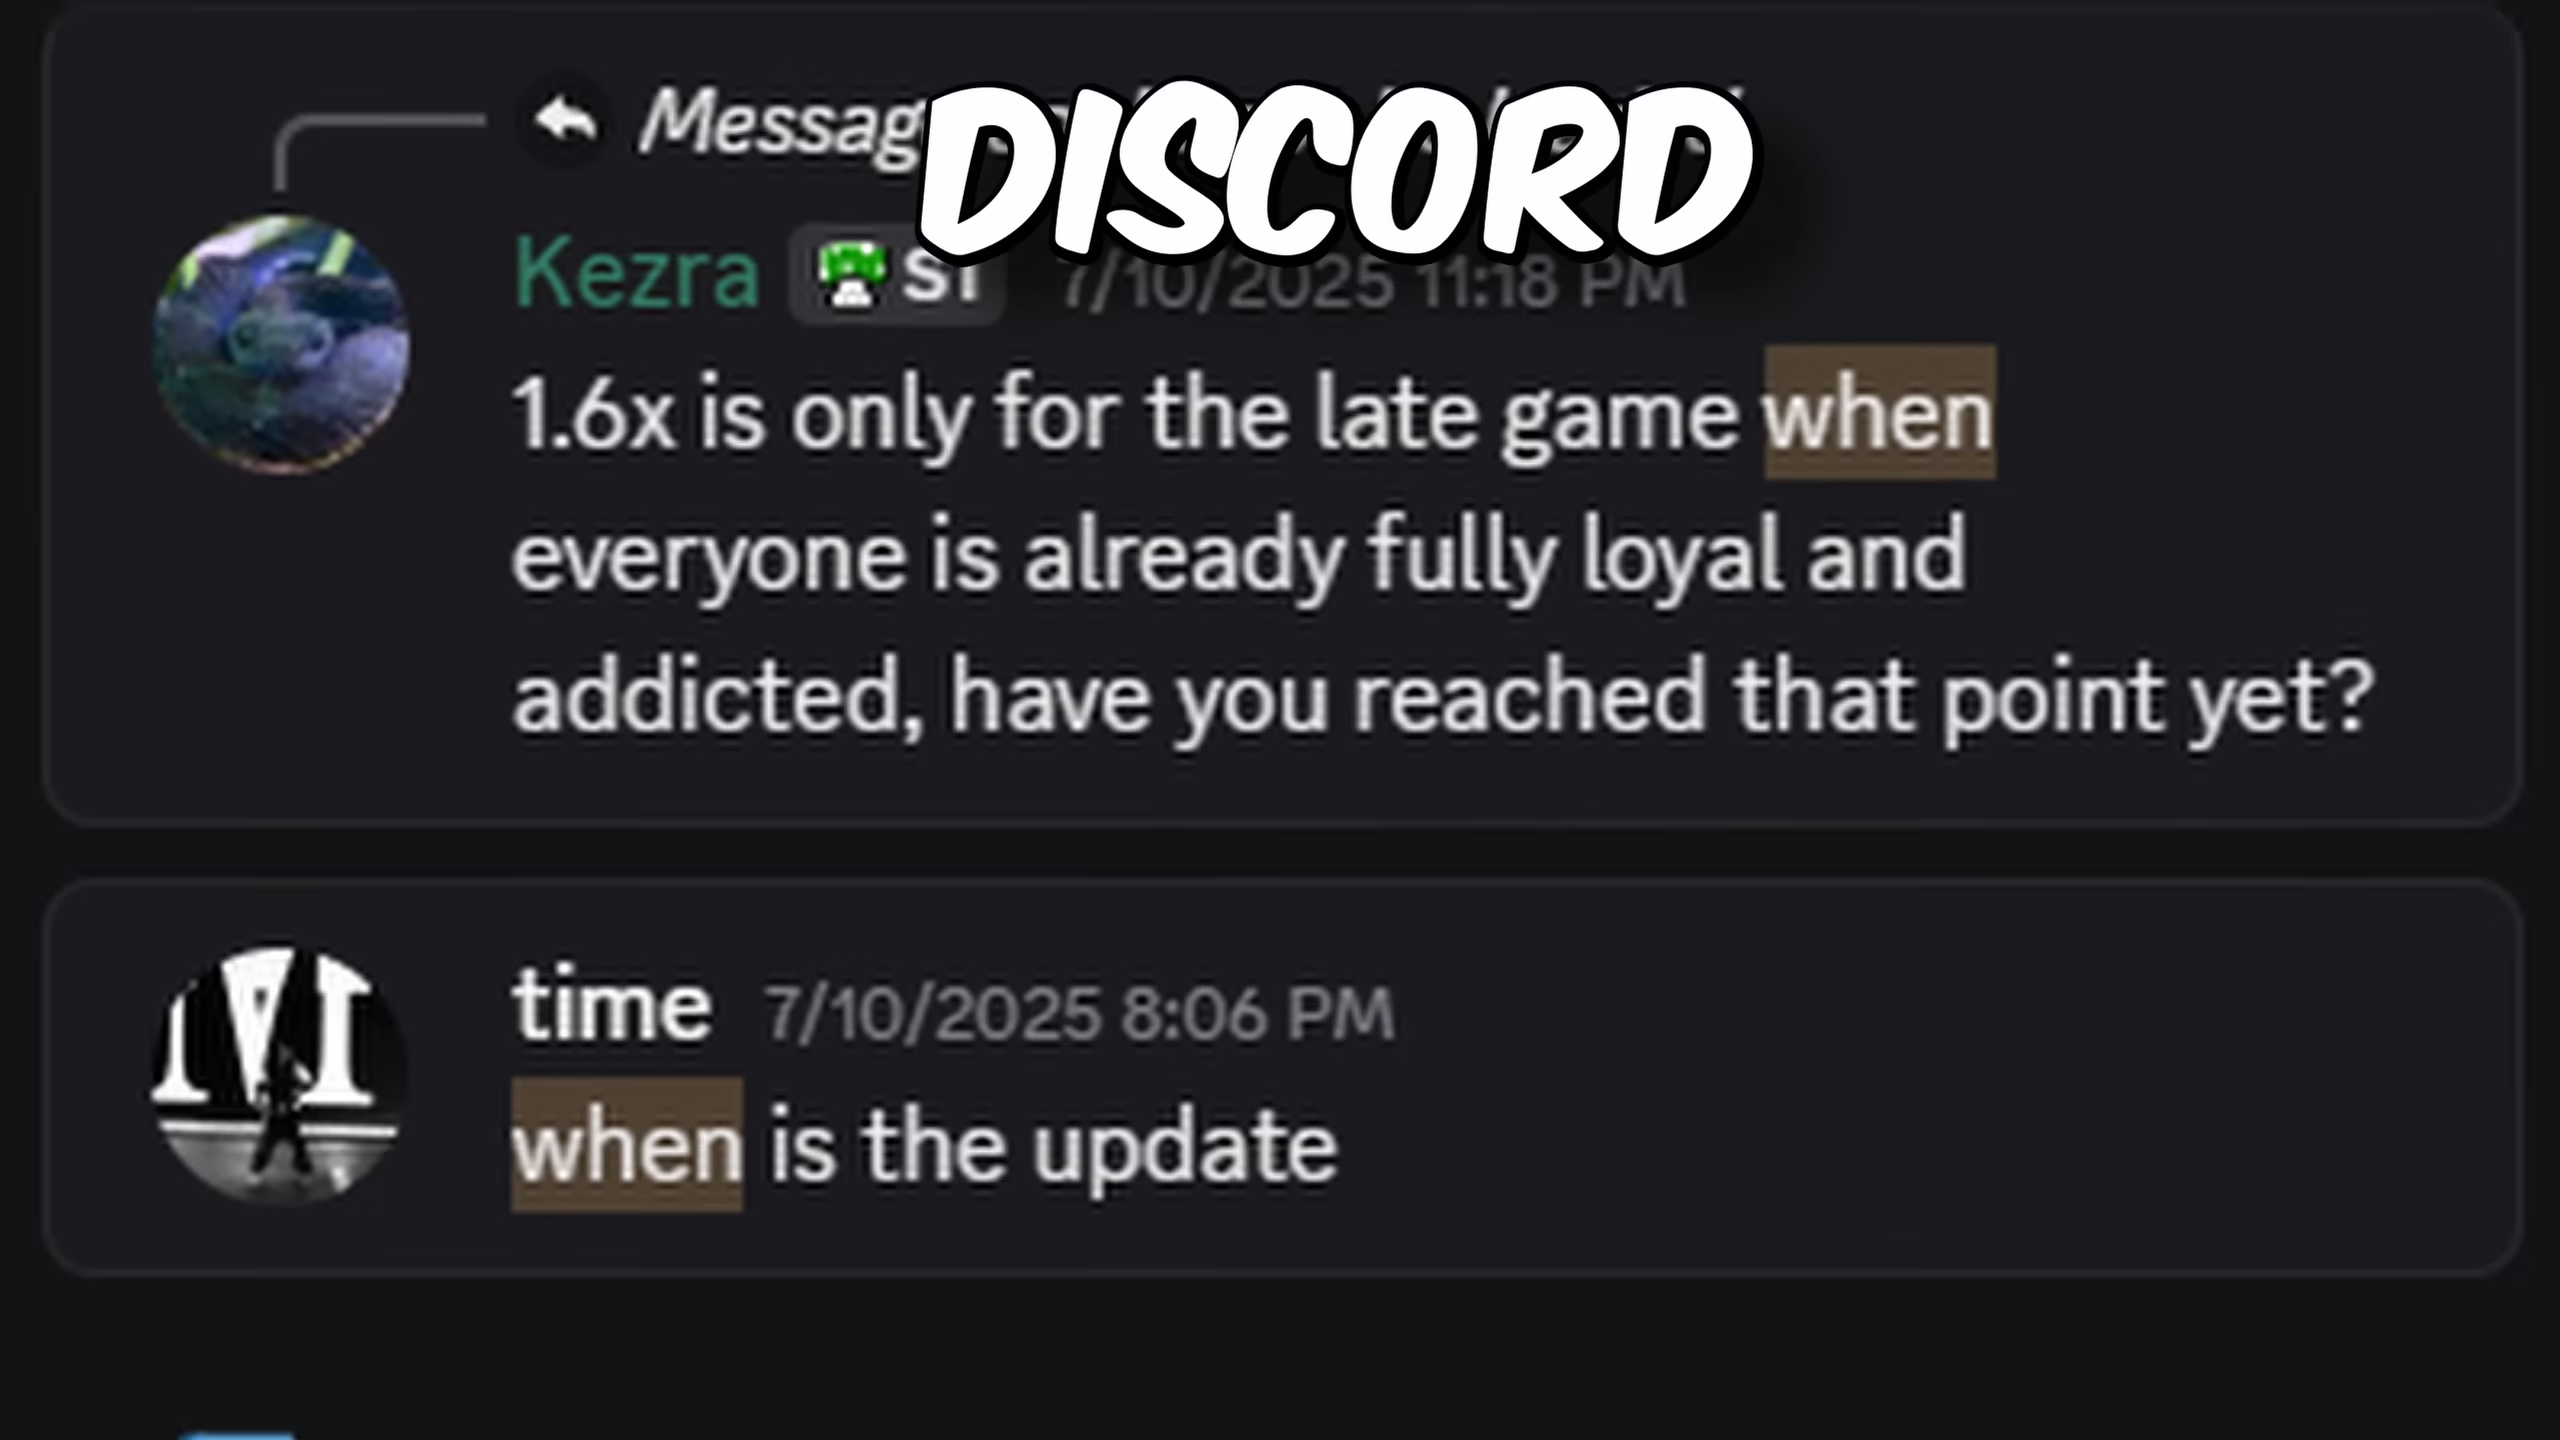 DISCORD
Kezra 7/10/2025 11:18 PM
1.6x is only for the late game when
everyone is already fully loyal and
addicted, have you reached that point yet?
time 7/10/2025 8:06 PM
when is the update